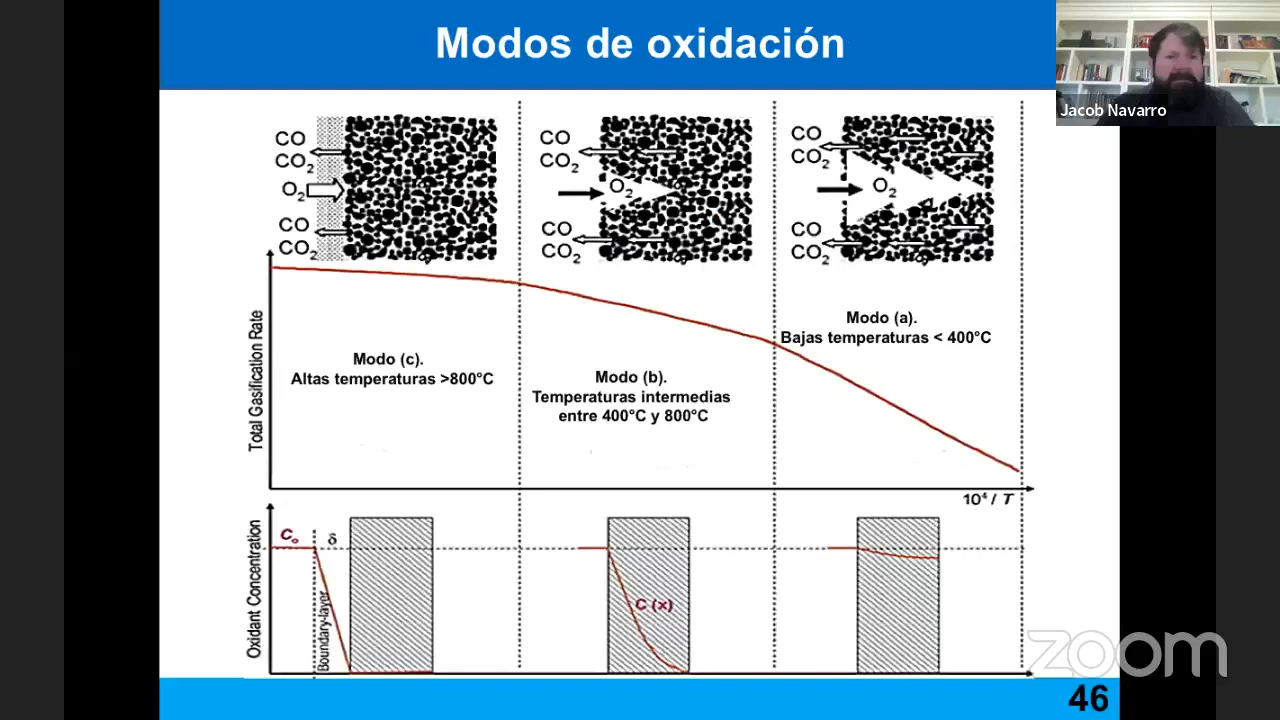 Modos de oxidación
Jacob Navarro
CO
CO₂
O₂
CO
CO₂
CO
CO₂
O₂
CO
CO₂
CO
CO₂
O₂
CO
CO₂
Total Gasification Rate
Modo (c).
Altas temperaturas >800°C
Modo (b).
Temperaturas intermedias
entre 400°C y 800°C
Modo (a).
Bajas temperaturas < 400°C
10⁴ / T
Oxidant Concentration
C₀
δ
Boundary-layer
C (x)
zoom
46